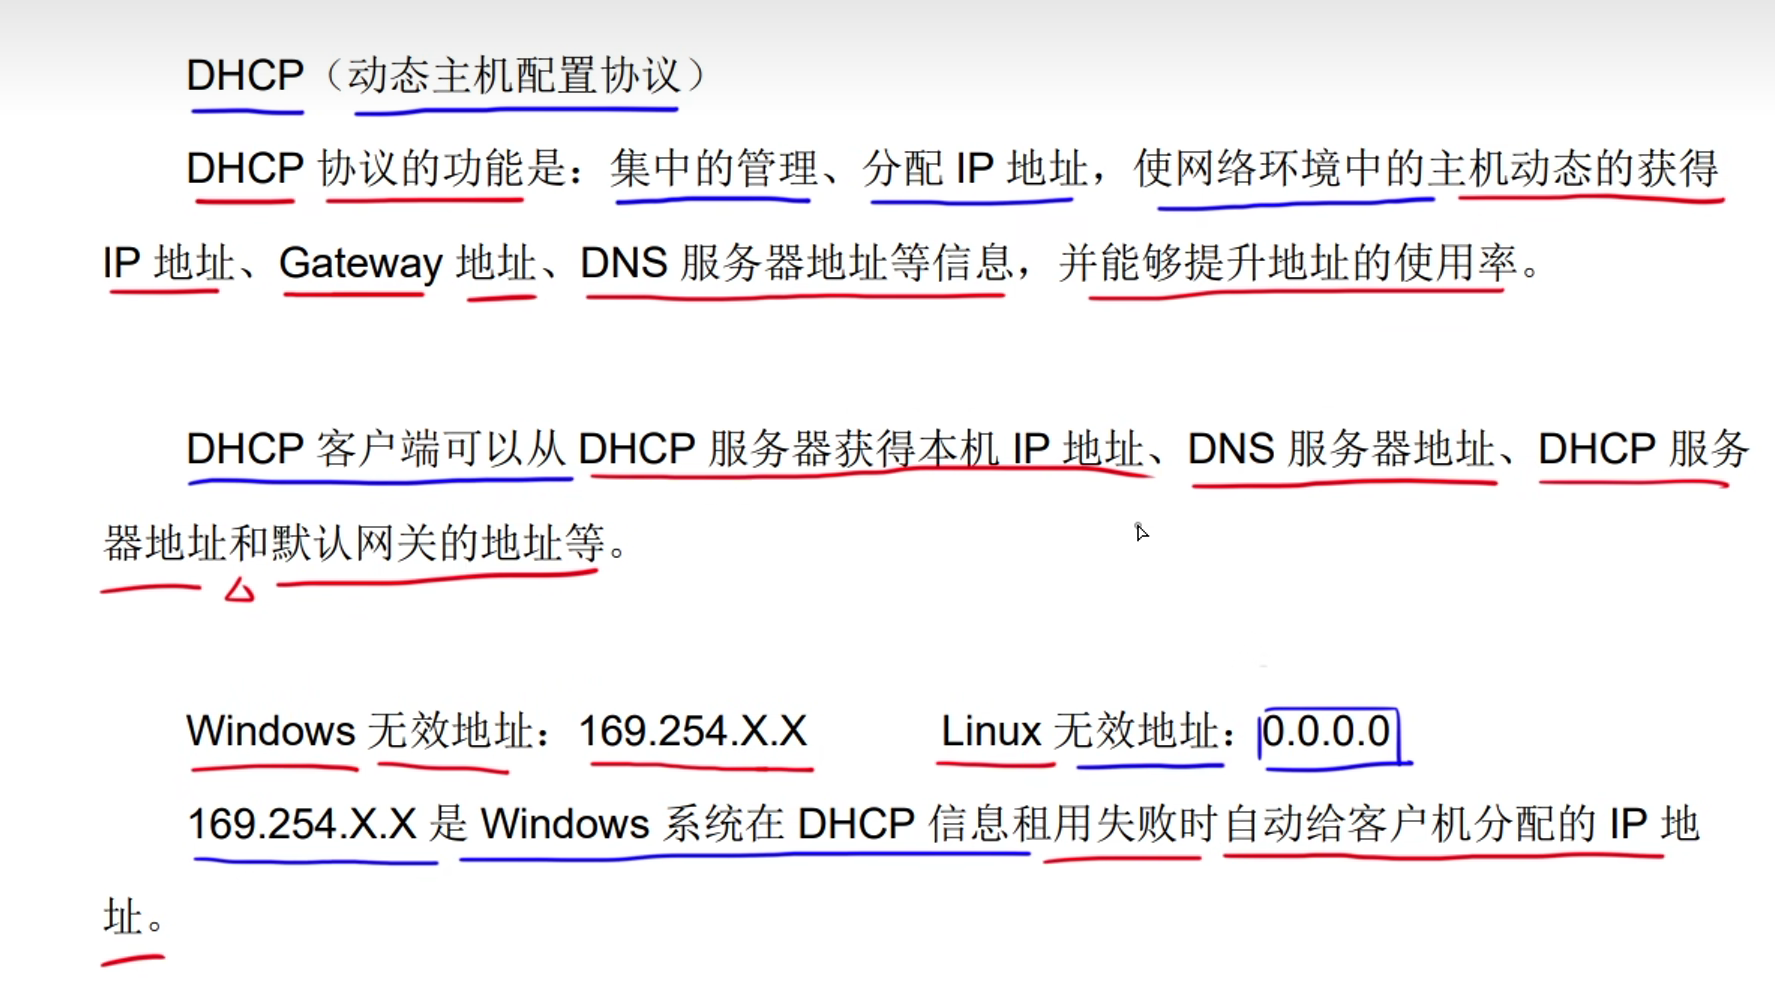 DHCP（动态主机配置协议）
DHCP 协议的功能是：集中的管理、分配 IP 地址，使网络环境中的主机动态的获得
IP 地址、Gateway 地址、DNS 服务器地址等信息，并能够提升地址的使用率。
DHCP 客户端可以从 DHCP 服务器获得本机 IP 地址、DNS 服务器地址、DHCP 服务
器地址和默认网关的地址等。
Windows 无效地址：169.254.X.X Linux 无效地址：0.0.0.0
169.254.X.X 是 Windows 系统在 DHCP 信息租用失败时自动给客户机分配的 IP 地
址。